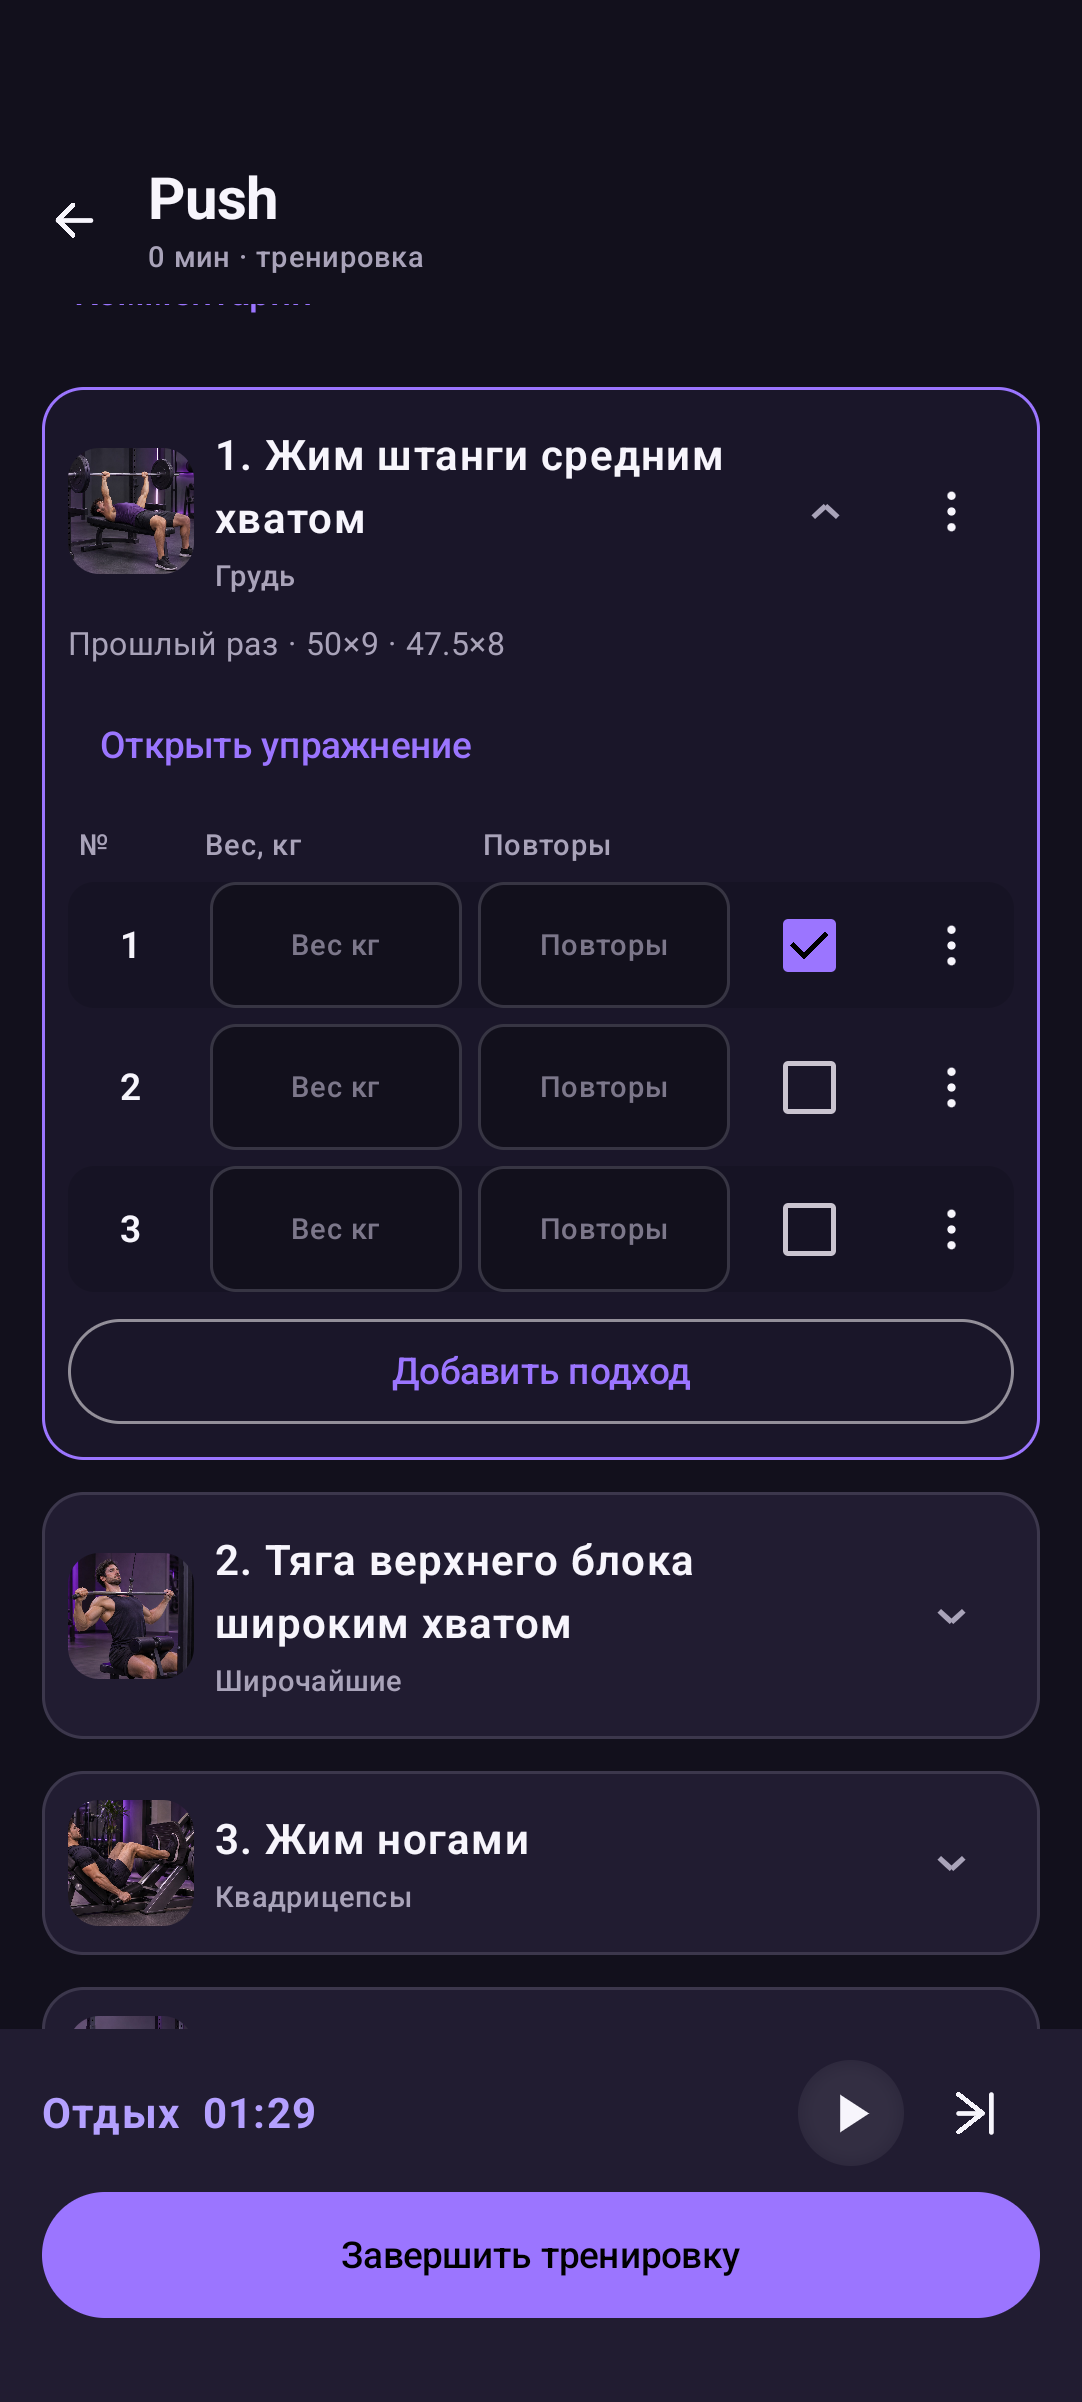 Push
0 мин · тренировка
1. Жим штанги средним
хватом
Грудь
Прошлый раз · 50×9 · 47.5×8
Открыть упражнение
№ Вес, кг Повторы
1 Вес кг Повторы
2 Вес кг Повторы
3 Вес кг Повторы
Добавить подход
2. Тяга верхнего блока
широким хватом
Широчайшие
3. Жим ногами
Квадрицепсы
Отдых 01:29
Завершить тренировку